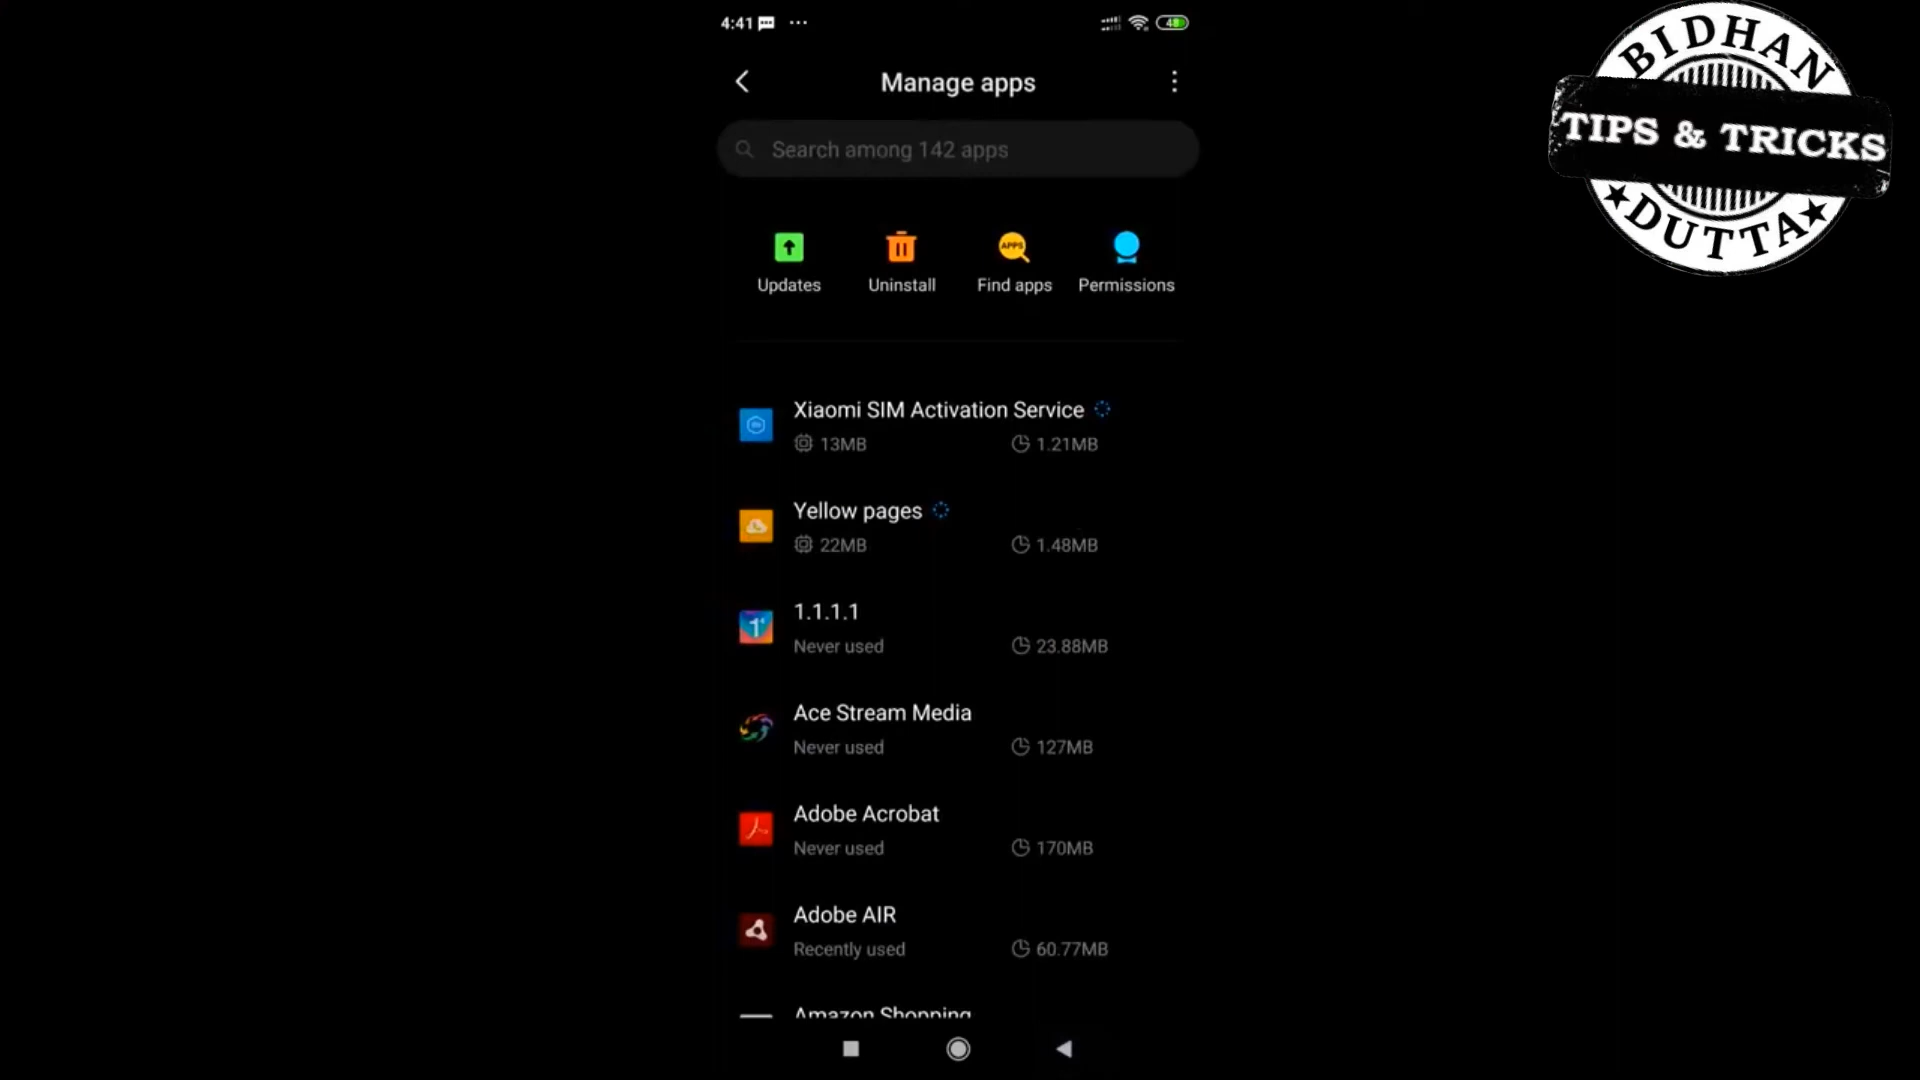 4:41
48
Manage apps
Search among 142 apps
APPS
Updates
Uninstall
Find apps
Permissions
Xiaomi SIM Activation Service
13MB
1.21MB
Yellow pages
22MB
1.48MB
1.1.1.1
Never used
23.88MB
Ace Stream Media
Never used
127MB
Adobe Acrobat
Never used
170MB
Adobe AIR
Recently used
60.77MB
Amazon Shopping
BIDHAN
TIPS & TRICKS
DUTTA